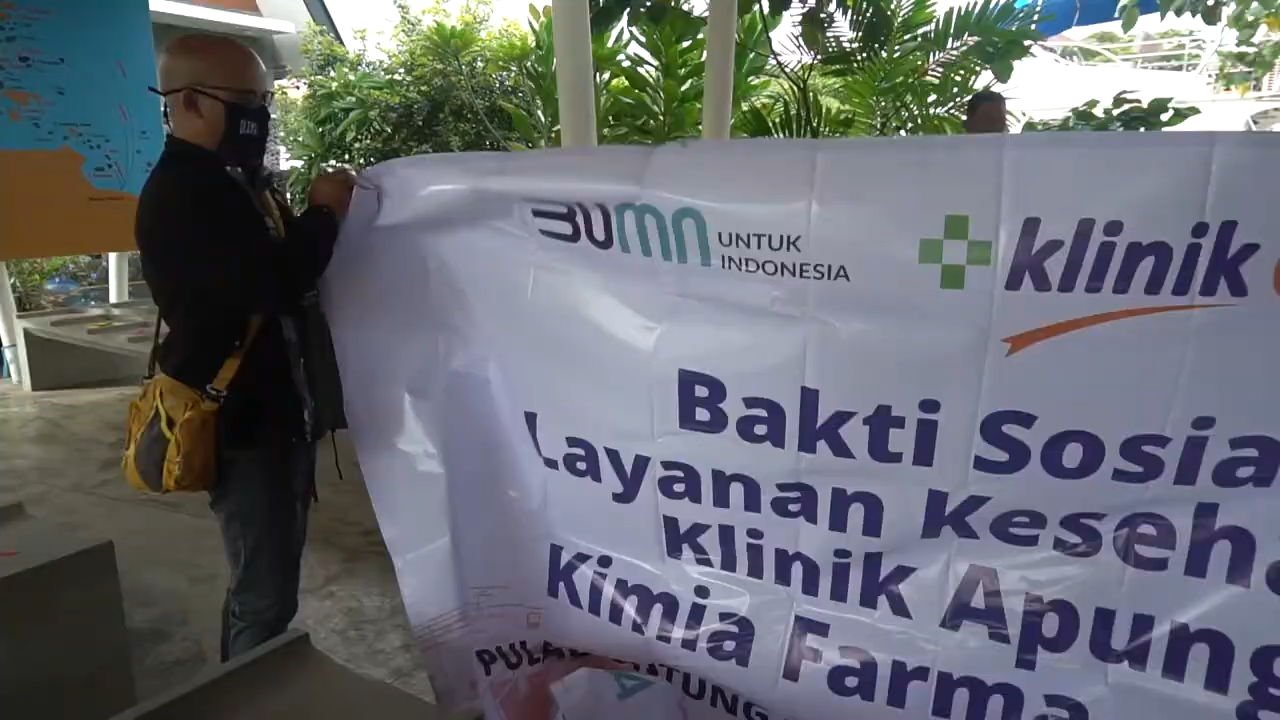 BUMN UNTUK INDONESIA
klinik
Bakti Sosia
Layanan Keseh
Klinik Apung
Kimia Farma